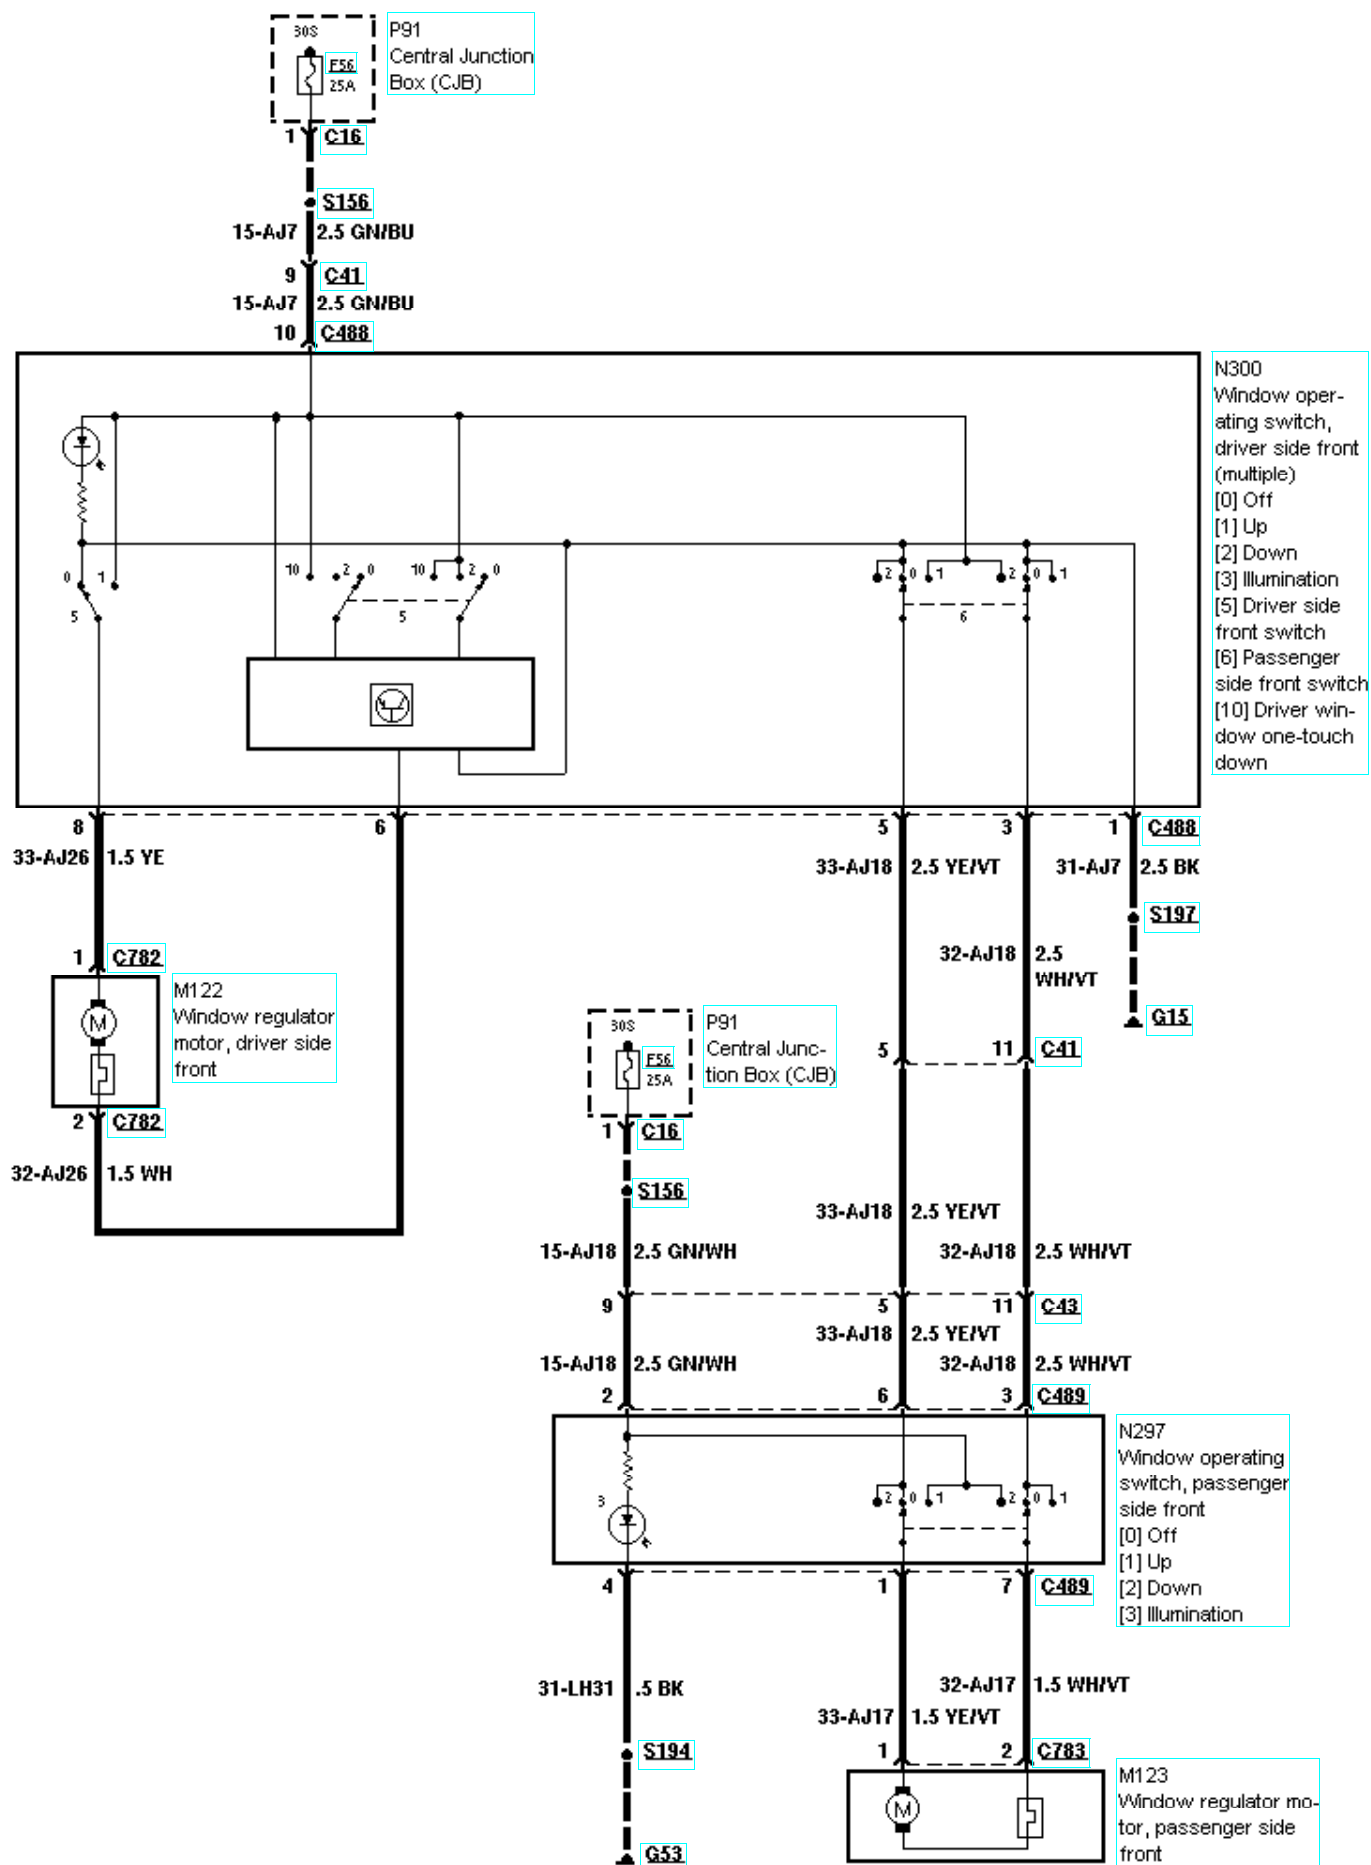 30S
F56
25A
P91
Central Junction
Box (CJB)
1 C16
S156
15-AJ7 2.5 GN/BU
9 C41
15-AJ7 2.5 GN/BU
10 C488
N300
Window oper-
ating switch,
driver side front
(multiple)
[0] Off
[1] Up
[2] Down
[3] Illumination
[5] Driver side
front switch
[6] Passenger
side front switch
[10] Driver win-
dow one-touch
down
0 1 10 2 0 10 2 0 2 0 1 2 0 1
5 5 6
8 6 5 3 1 C488
33-AJ26 1.5 YE
33-AJ18 2.5 YE/VT
31-AJ7 2.5 BK
S197
32-AJ18 2.5
WH/VT
G15
1 C782
M122
Window regulator
motor, driver side
front
M
2 C782
32-AJ26 1.5 WH
30S
F56
25A
P91
Central Junc-
tion Box (CJB)
5 11 C41
1 C16
S156
33-AJ18 2.5 YE/VT
15-AJ18 2.5 GN/WH
32-AJ18 2.5 WH/VT
9 5 11 C43
33-AJ18 2.5 YE/VT
15-AJ18 2.5 GN/WH
32-AJ18 2.5 WH/VT
2 6 3 C489
N297
Window operating
switch, passenger
side front
[0] Off
[1] Up
[2] Down
[3] Illumination
3 2 0 1 2 0 1
4 1 7 C489
31-LH31 .5 BK
32-AJ17 1.5 WH/VT
33-AJ17 1.5 YE/VT
S194
1 2 C783
M
M123
Window regulator mo-
tor, passenger side
front
G53